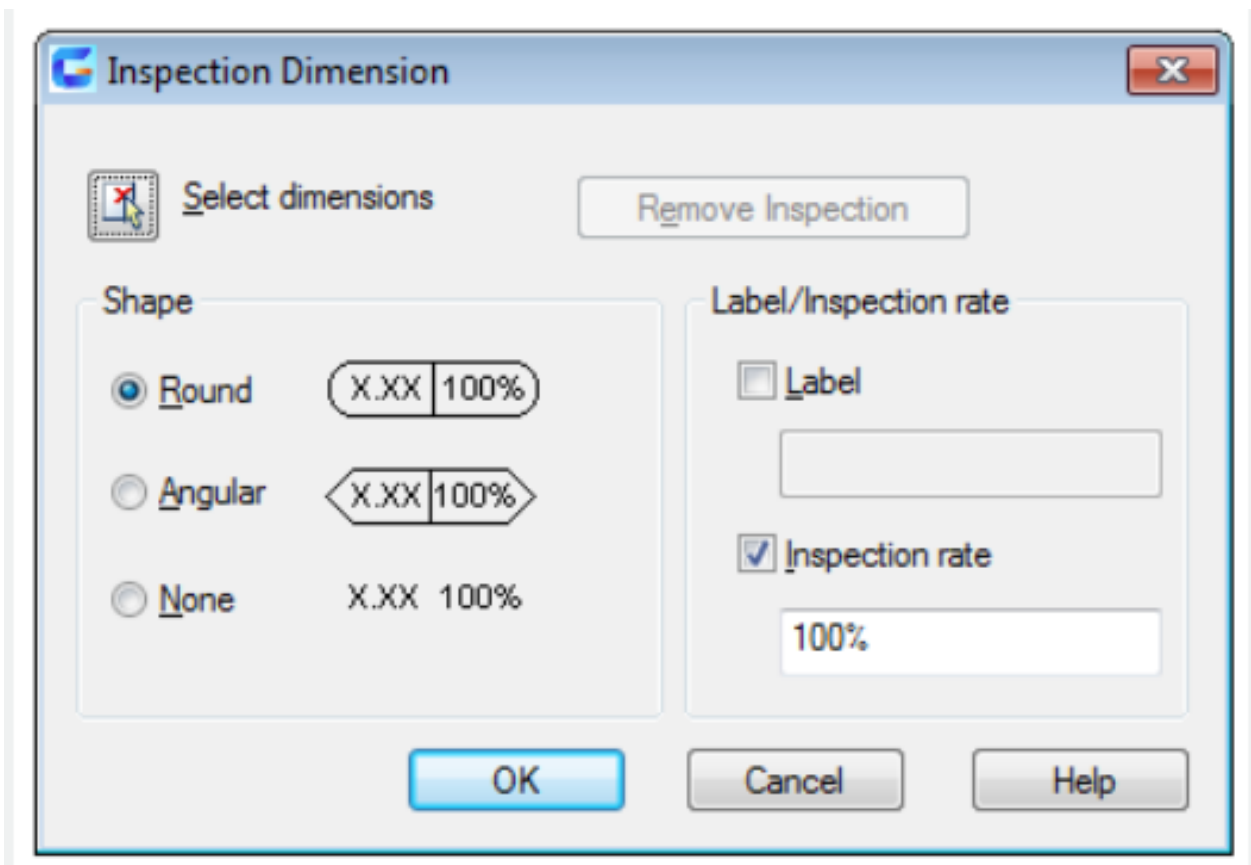 Inspection Dimension
Select dimensions
Remove Inspection
Shape
Round X.XX 100%
Angular X.XX 100%
None X.XX 100%
Label/Inspection rate
Label
Inspection rate
100%
OK Cancel Help